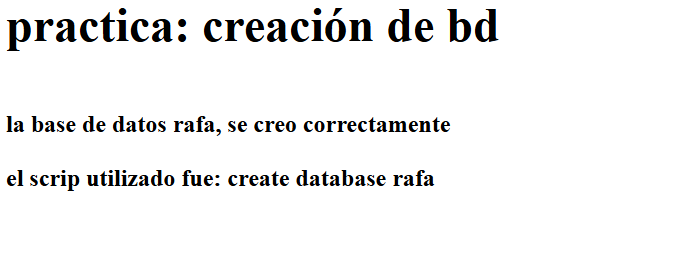 practica: creación de bd
la base de datos rafa, se creo correctamente
el scrip utilizado fue: create database rafa